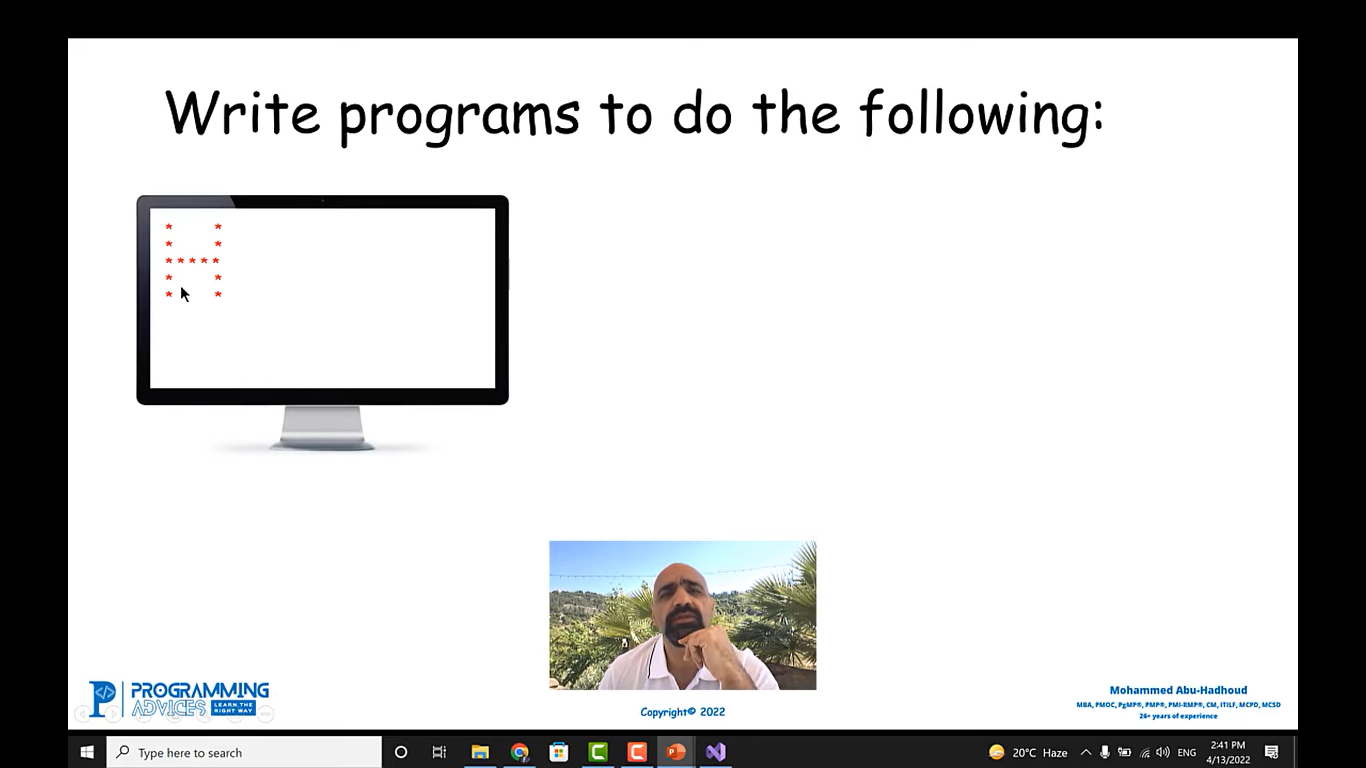 Write programs to do the following:
*       *
*       *
* * * * *
*       *
*       *
PROGRAMMING
ADVICES LEARN THE RIGHT WAY
Copyright© 2022
Mohammed Abu-Hadhoud
MBA, PMOC, PgMP®, PMP®, PMI-RMP®, CM, ITILF, MCPD, MCSD
26+ years of experience
Type here to search
20°C Haze
ENG
2:41 PM
4/13/2022